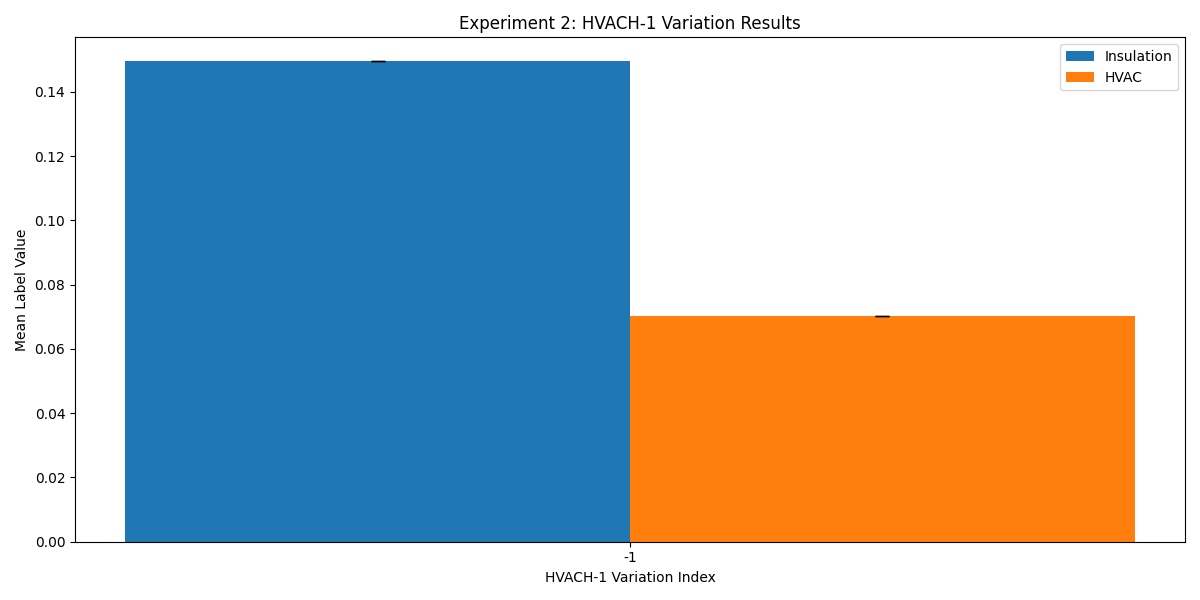 Experiment 2: HVACH-1 Variation Results
Insulation
HVAC
Mean Label Value
0.14
0.12
0.10
0.08
0.06
0.04
0.02
0.00
-1
HVACH-1 Variation Index